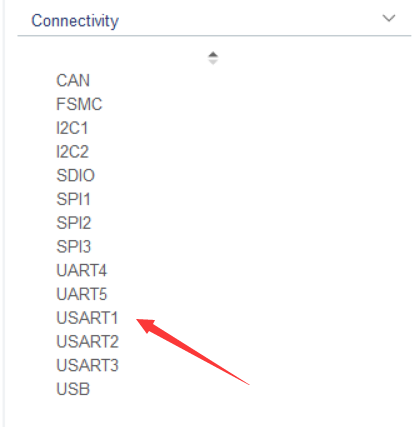 Connectivity
CAN
FSMC
I2C1
I2C2
SDIO
SPI1
SPI2
SPI3
UART4
UART5
USART1
USART2
USART3
USB